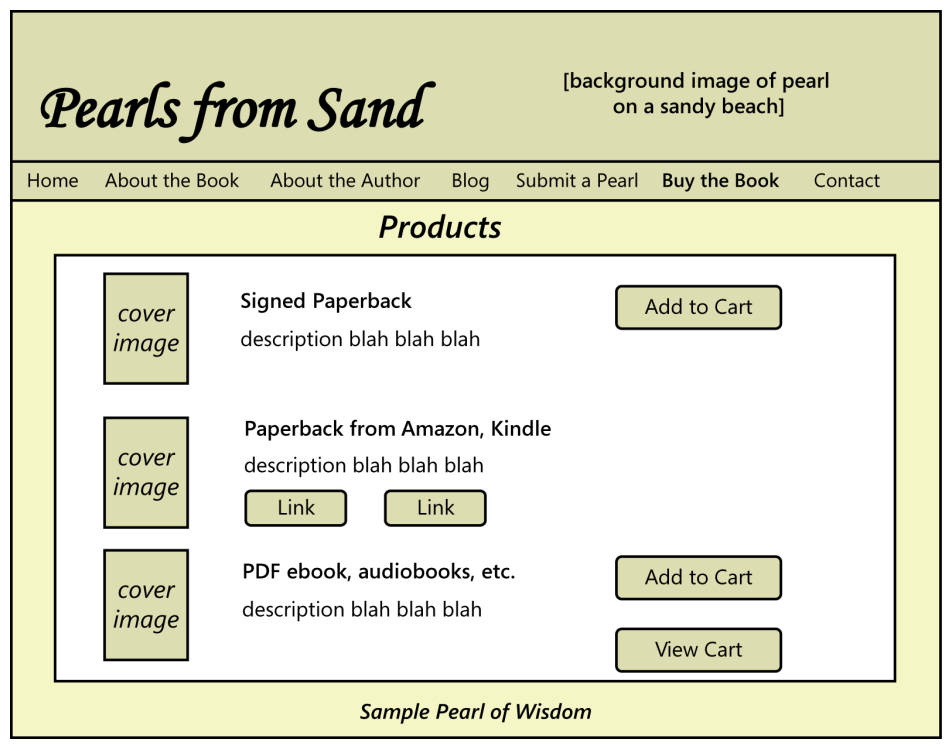 Pearls from Sand
[background image of pearl
on a sandy beach]
Home About the Book About the Author Blog Submit a Pearl Buy the Book Contact
Products
cover
image
Signed Paperback
description blah blah blah
Add to Cart
cover
image
Paperback from Amazon, Kindle
description blah blah blah
Link Link
cover
image
PDF ebook, audiobooks, etc.
description blah blah blah
Add to Cart
View Cart
Sample Pearl of Wisdom